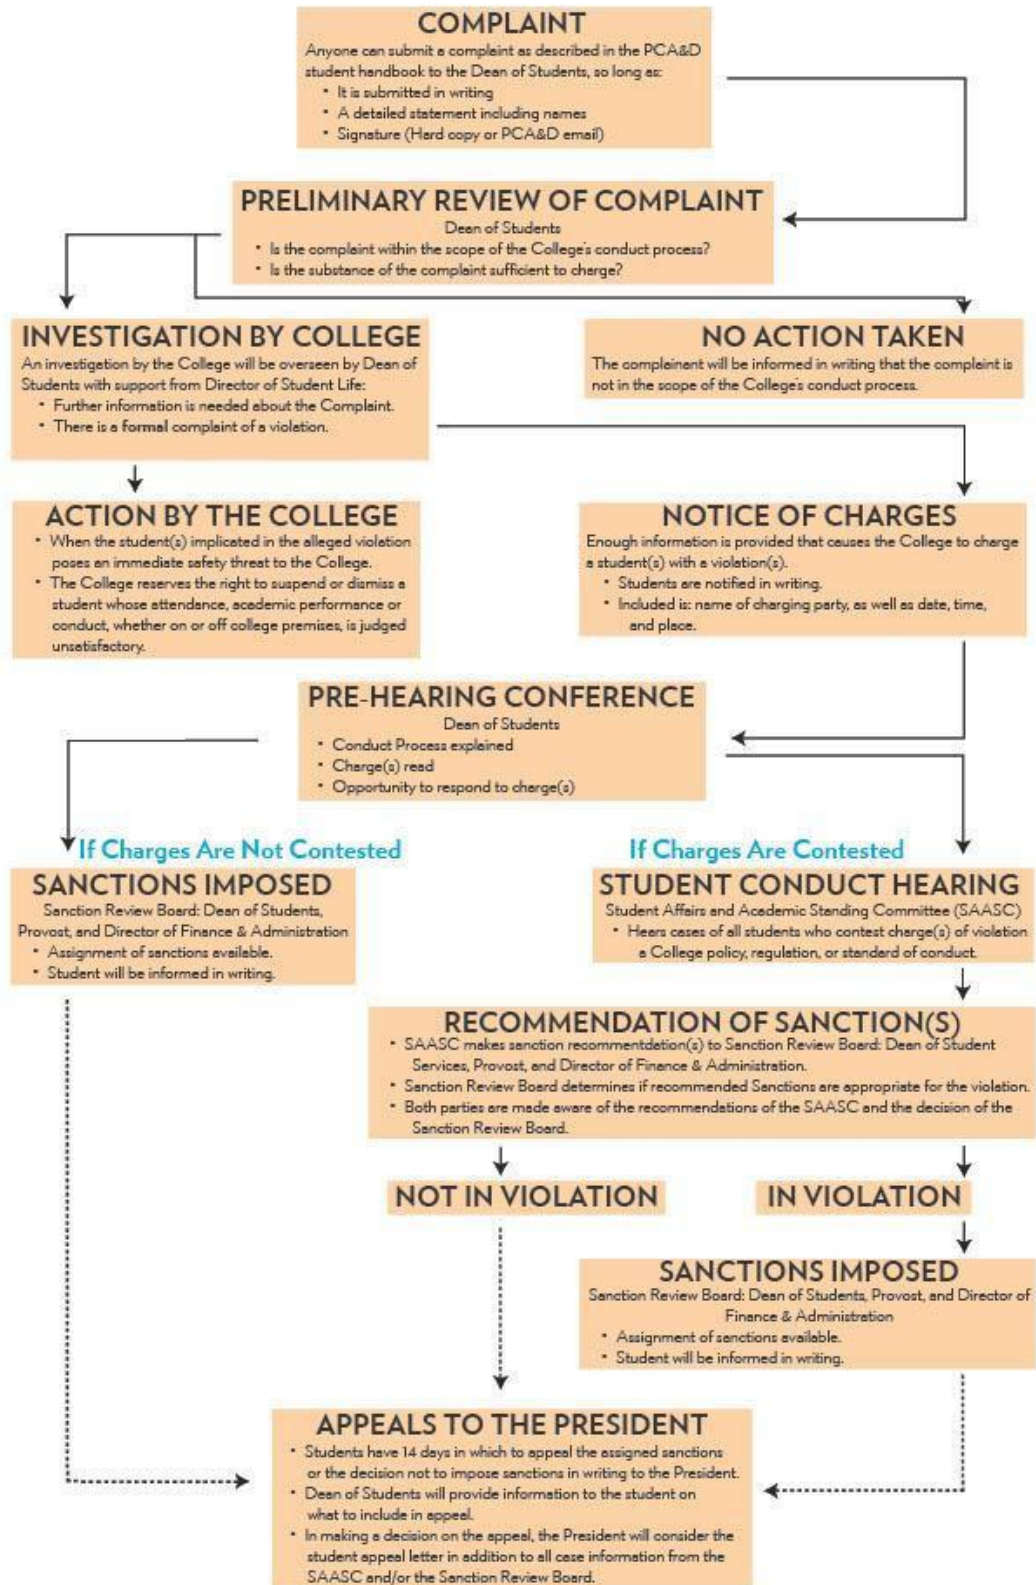 COMPLAINT
Anyone can submit a complaint as described in the PCA&D
student handbook to the Dean of Students, so long as:
• It is submitted in writing
• A detailed statement including names
• Signature (Hard copy or PCA&D email)
PRELIMINARY REVIEW OF COMPLAINT
Dean of Students
• Is the complaint within the scope of the College's conduct process?
• Is the substance of the complaint sufficient to charge?
INVESTIGATION BY COLLEGE
An investigation by the College will be overseen by Dean of
Students with support from Director of Student Life:
• Further information is needed about the Complaint.
• There is a formal complaint of a violation.
NO ACTION TAKEN
The complainant will be informed in writing that the complaint is
not in the scope of the College's conduct process.
ACTION BY THE COLLEGE
• When the student(s) implicated in the alleged violation
poses an immediate safety threat to the College.
• The College reserves the right to suspend or dismiss a
student whose attendance, academic performance or
conduct, whether on or off college premises, is judged
unsatisfactory.
NOTICE OF CHARGES
Enough information is provided that causes the College to charge
a student(s) with a violation(s).
• Students are notified in writing.
• Included is: name of charging party, as well as date, time,
and place.
PRE-HEARING CONFERENCE
Dean of Students
• Conduct Process explained
• Charge(s) read
• Opportunity to respond to charge(s)
If Charges Are Not Contested
SANCTIONS IMPOSED
Sanction Review Board: Dean of Students,
Provost, and Director of Finance & Administration
• Assignment of sanctions available.
• Student will be informed in writing.
If Charges Are Contested
STUDENT CONDUCT HEARING
Student Affairs and Academic Standing Committee (SAASC)
• Hears cases of all students who contest charge(s) of violation
a College policy, regulation, or standard of conduct.
RECOMMENDATION OF SANCTION(S)
• SAASC makes sanction recommentdation(s) to Sanction Review Board: Dean of Student
Services, Provost, and Director of Finance & Administration.
• Sanction Review Board determines if recommended Sanctions are appropriate for the violation.
• Both parties are made aware of the recommendations of the SAASC and the decision of the
Sanction Review Board.
NOT IN VIOLATION
IN VIOLATION
SANCTIONS IMPOSED
Sanction Review Board: Dean of Students, Provost, and Director of
Finance & Administration
• Assignment of sanctions available.
• Student will be informed in writing.
APPEALS TO THE PRESIDENT
• Students have 14 days in which to appeal the assigned sanctions
or the decision not to impose sanctions in writing to the President.
• Dean of Students will provide information to the student on
what to include in appeal.
• In making a decision on the appeal, the President will consider the
student appeal letter in addition to all case information from the
SAASC and/or the Sanction Review Board.